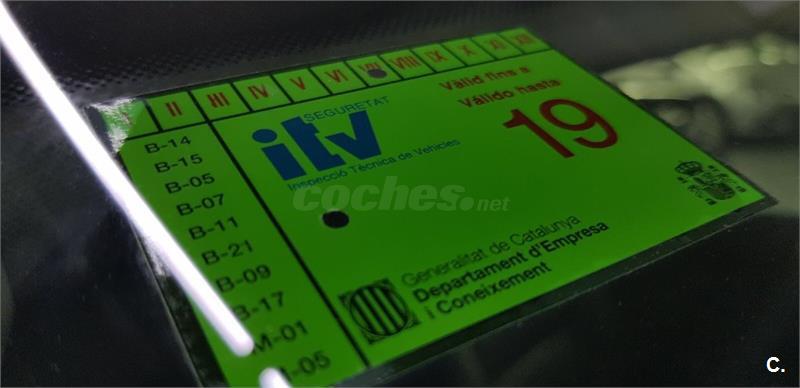 II III IV V VI VII VIII IX X XI XII
B-14
B-15
B-05
B-07
B-11
B-21
B-09
B-17
M-01
-05
SEGURETAT
itv
Inspecció Tècnica de Vehicles
Vàlid fins a
Válido hasta
19
coches.net
Generalitat de Catalunya
Departament d'Empresa
i Coneixement
C.